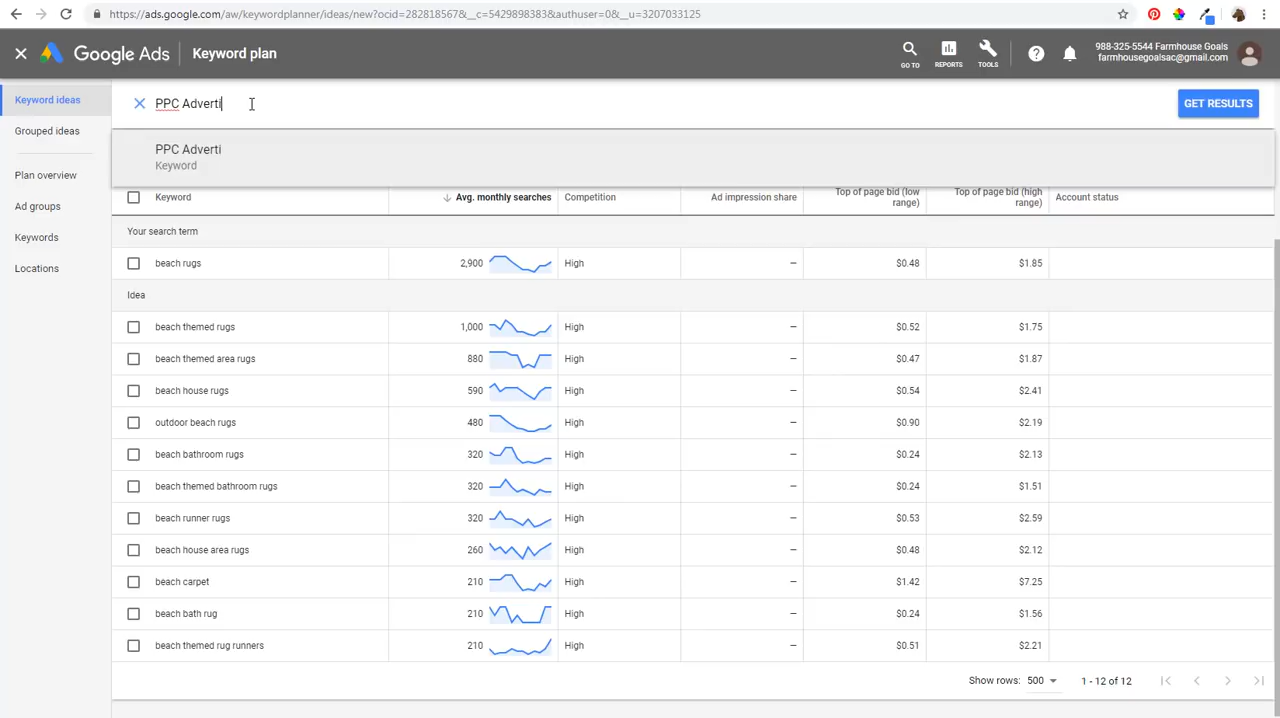 https://ads.google.com/aw/keywordplanner/ideas/new?ocid=282818567&__c=5429898383&authuser=0&__u=3207033125
Google Ads
Keyword plan
GO TO
REPORTS
TOOLS
988-325-5544 Farmhouse Goals
farmhousegoalsac@gmail.com
Keyword ideas
Grouped ideas
Plan overview
Ad groups
Keywords
Locations
PPC Adverti
GET RESULTS
PPC Adverti
Keyword
Keyword Avg. monthly searches Competition Ad impression share Top of page bid (low range) Top of page bid (high range) Account status
Your search term
beach rugs 2,900 High – $0.48 $1.85
Idea
beach themed rugs 1,000 High – $0.52 $1.75
beach themed area rugs 880 High – $0.47 $1.87
beach house rugs 590 High – $0.54 $2.41
outdoor beach rugs 480 High – $0.90 $2.19
beach bathroom rugs 320 High – $0.24 $2.13
beach themed bathroom rugs 320 High – $0.24 $1.51
beach runner rugs 320 High – $0.53 $2.59
beach house area rugs 260 High – $0.48 $2.12
beach carpet 210 High – $1.42 $7.25
beach bath rug 210 High – $0.24 $1.56
beach themed rug runners 210 High – $0.51 $2.21
Show rows: 500 1 - 12 of 12